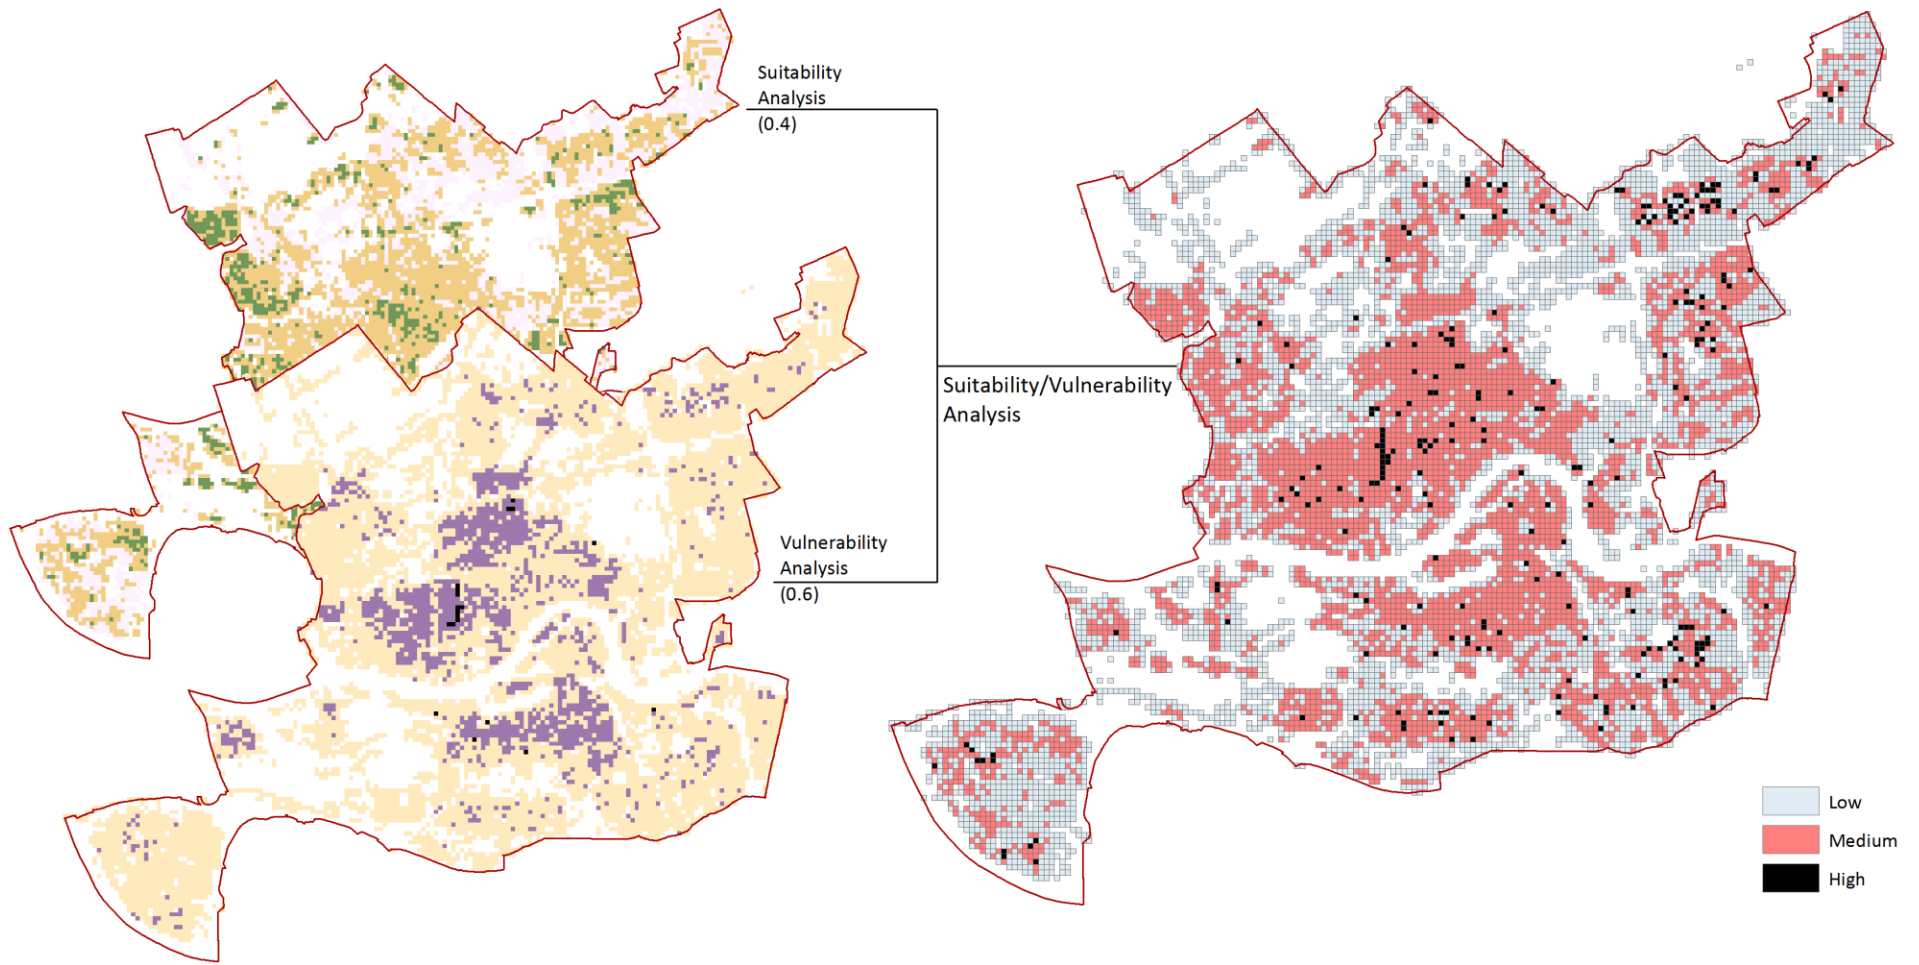 Suitability
Analysis
(0.4)
Vulnerability
Analysis
(0.6)
Suitability/Vulnerability
Analysis
Low
Medium
High